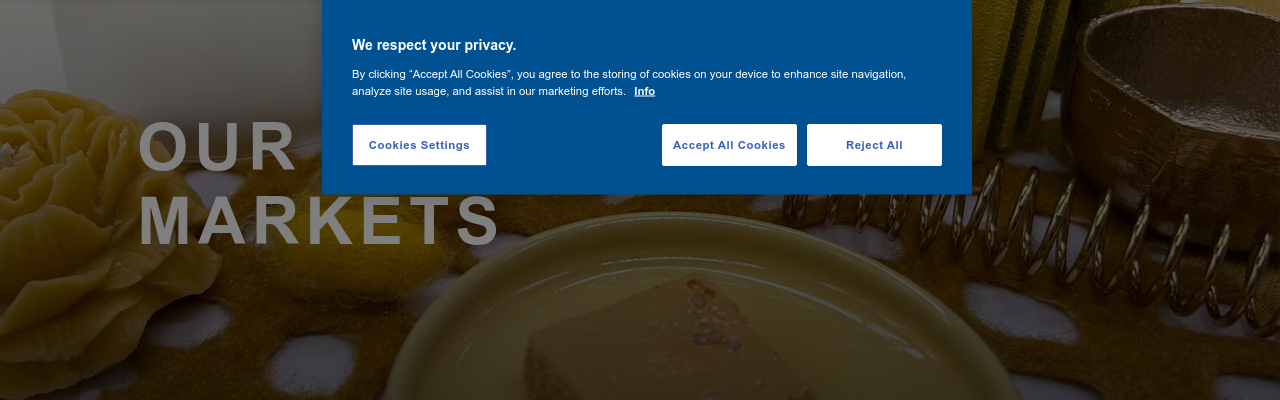 We respect your privacy.
By clicking “Accept All Cookies”, you agree to the storing of cookies on your device to enhance site navigation,
analyze site usage, and assist in our marketing efforts. Info
Cookies Settings
Accept All Cookies
Reject All
OUR
MARKETS